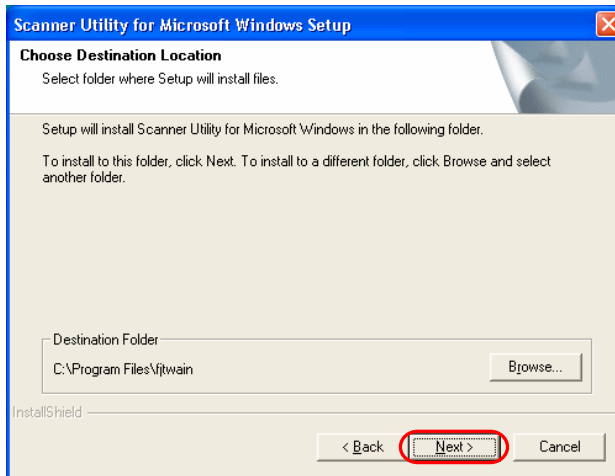 Scanner Utility for Microsoft Windows Setup
Choose Destination Location
Select folder where Setup will install files.
Setup will install Scanner Utility for Microsoft Windows in the following folder.
To install to this folder, click Next. To install to a different folder, click Browse and select
another folder.
Destination Folder
C:\Program Files\fjtwain
Browse...
InstallShield
< Back
Next >
Cancel